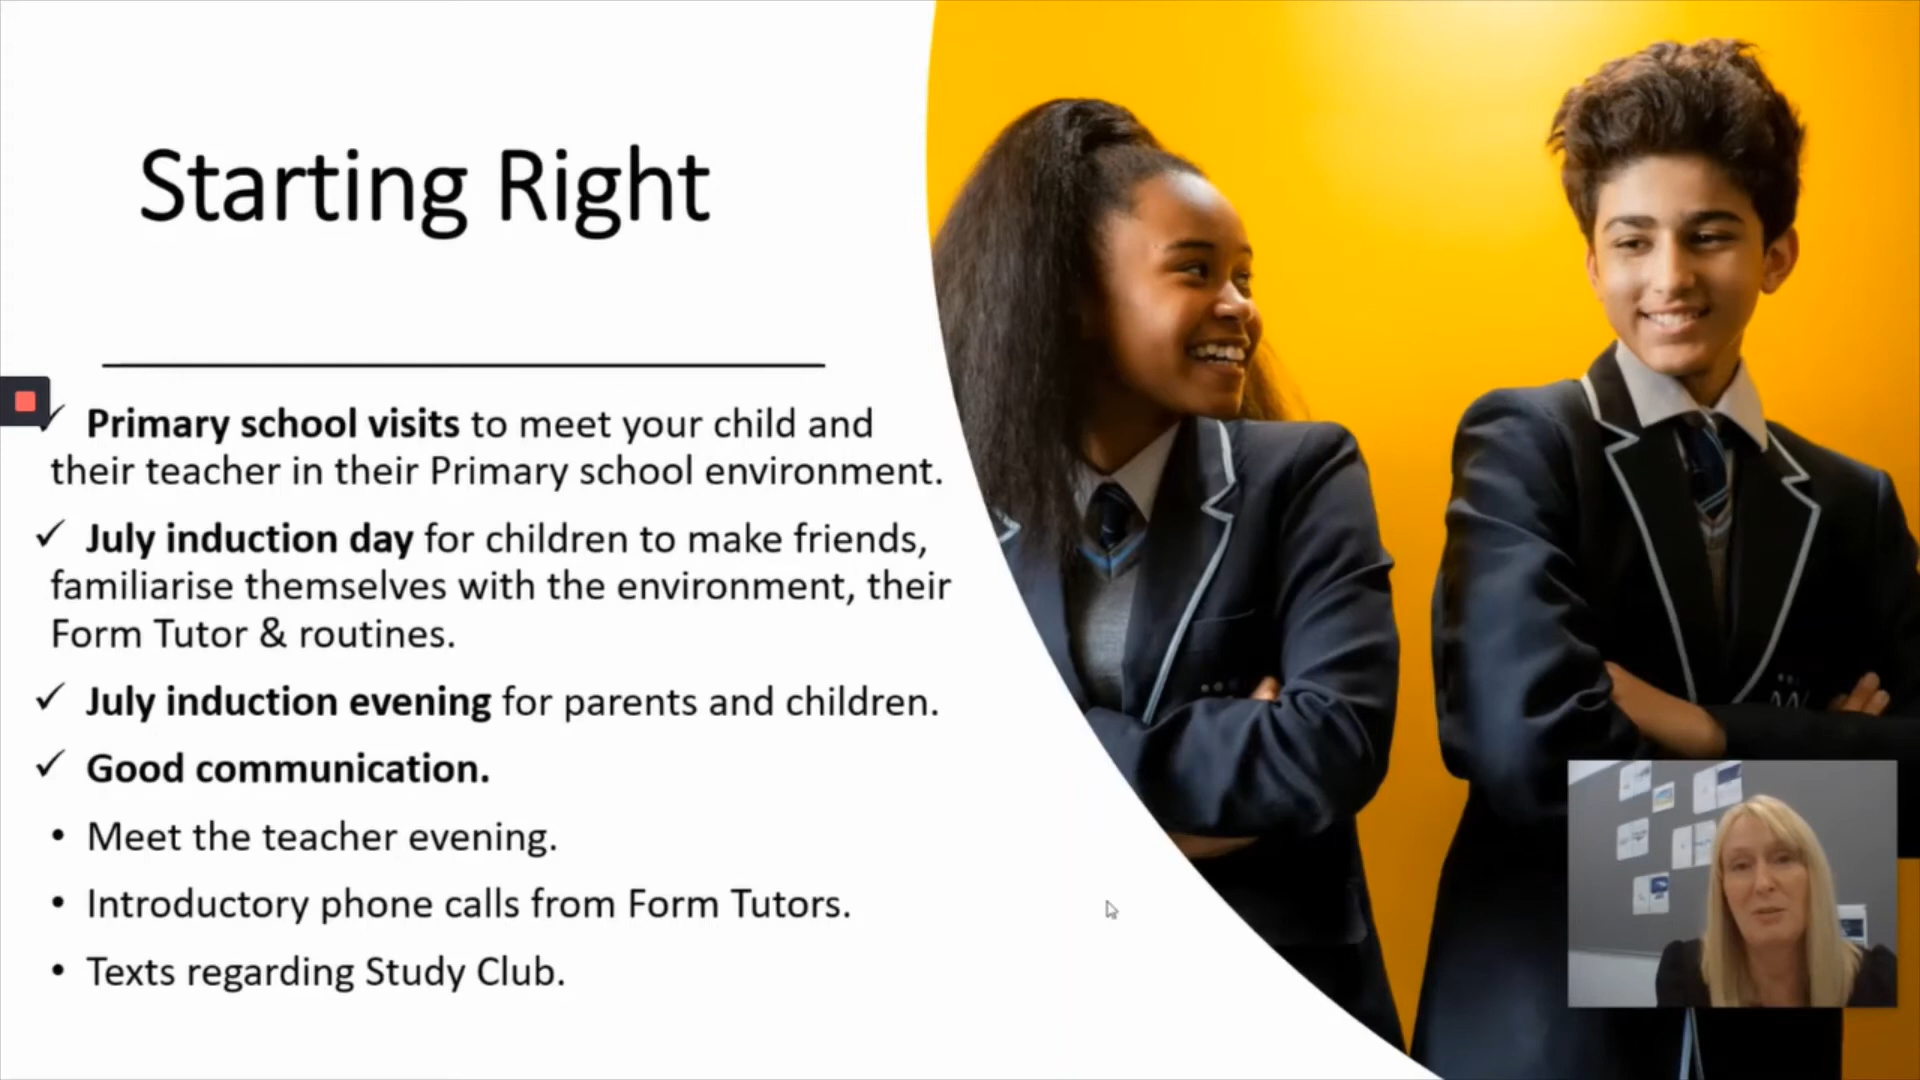 Starting Right
✓ Primary school visits to meet your child and
their teacher in their Primary school environment.
✓ July induction day for children to make friends,
familiarise themselves with the environment, their
Form Tutor & routines.
✓ July induction evening for parents and children.
✓ Good communication.
• Meet the teacher evening.
• Introductory phone calls from Form Tutors.
• Texts regarding Study Club.